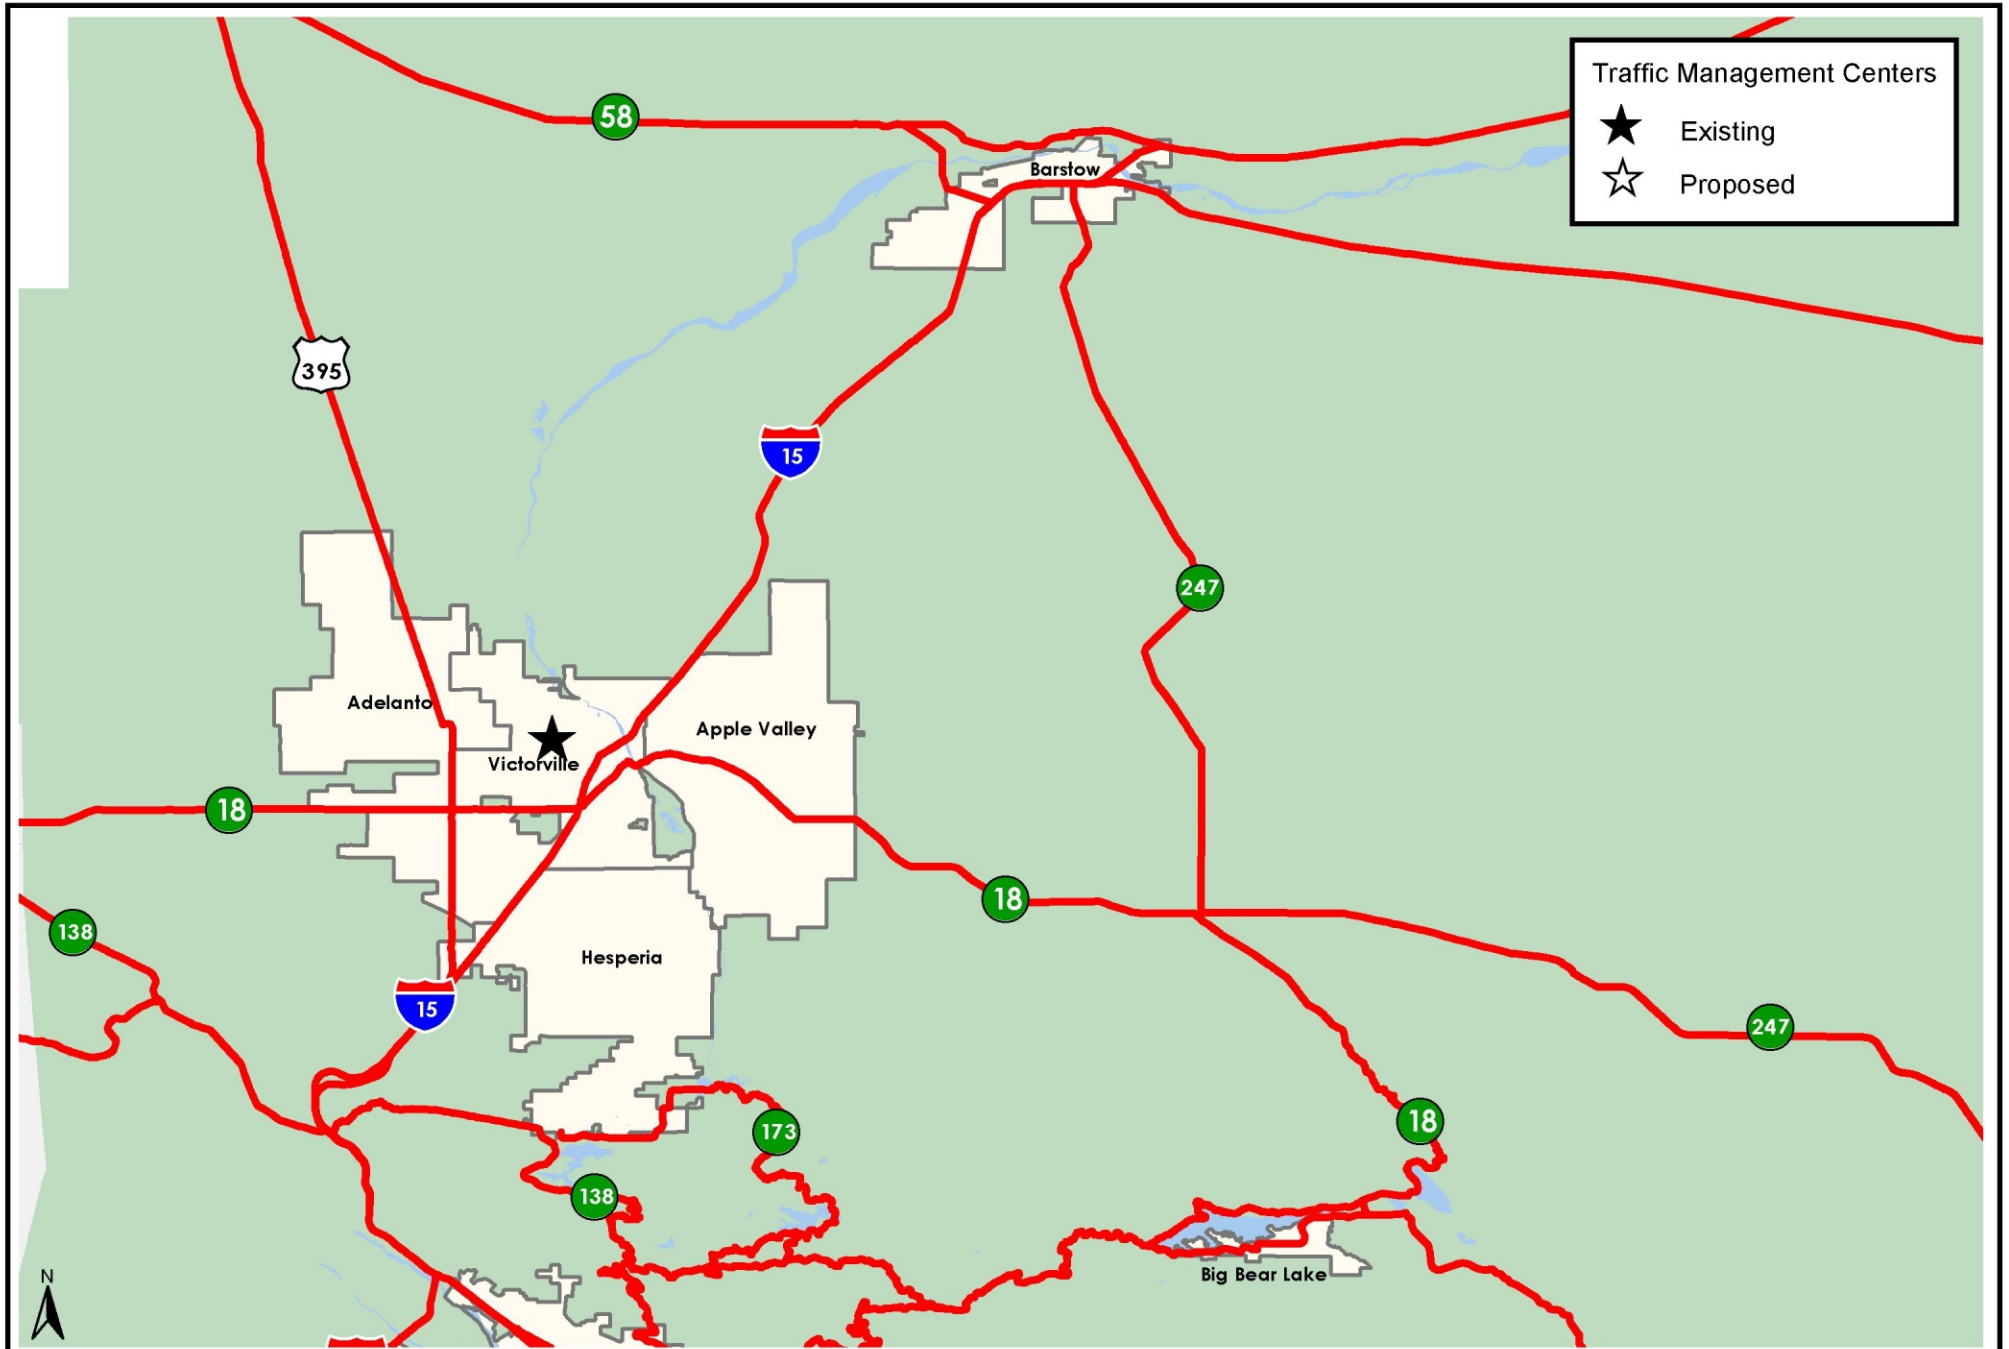 Traffic Management Centers
Existing
Proposed
58
Barstow
395
15
247
Adelanto
Apple Valley
Victorville
18
18
138
Hesperia
15
247
18
173
138
Big Bear Lake
N